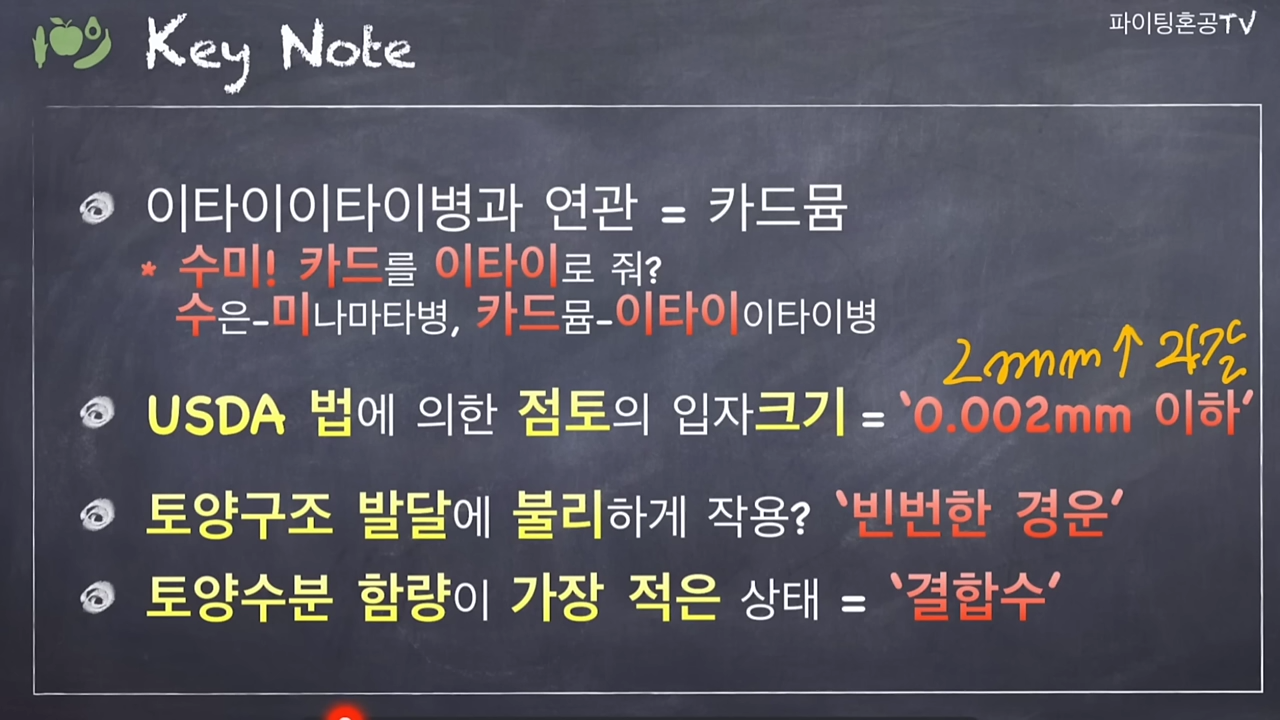 Key Note
파이팅혼공TV
이타이이타이병과 연관 = 카드뮴
* 수미! 카드를 이타이로 줘?
수은-미나마타병, 카드뮴-이타이이타이병
2mm↑ 자갈
USDA 법에 의한 점토의 입자크기 = '0.002mm 이하'
토양구조 발달에 불리하게 작용? '빈번한 경운'
토양수분 함량이 가장 적은 상태 = '결합수'